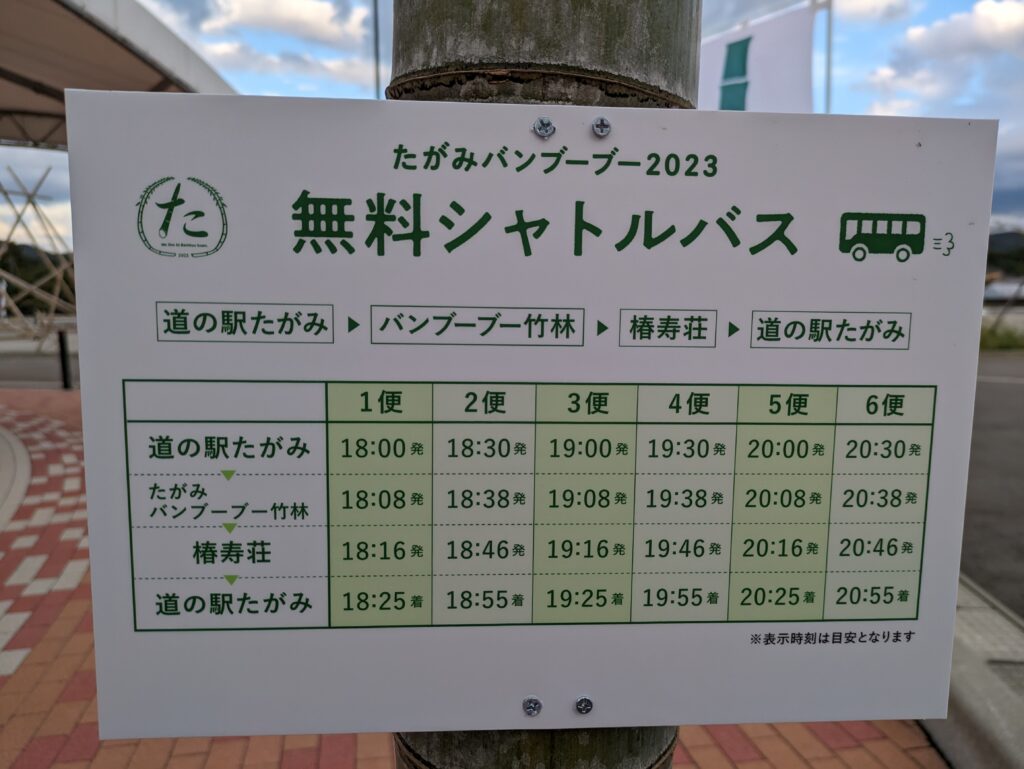 たがみバンブーブー2023
た
2023
無料シャトルバス
道の駅たがみ ▶ バンブーブー竹林 ▶ 椿寿荘 ▶ 道の駅たがみ
1便 2便 3便 4便 5便 6便
道の駅たがみ 18:00発 18:30発 19:00発 19:30発 20:00発 20:30発
たがみ
バンブーブー竹林 18:08発 18:38発 19:08発 19:38発 20:08発 20:38発
椿寿荘 18:16発 18:46発 19:16発 19:46発 20:16発 20:46発
道の駅たがみ 18:25着 18:55着 19:25着 19:55着 20:25着 20:55着
※表示時刻は目安となります